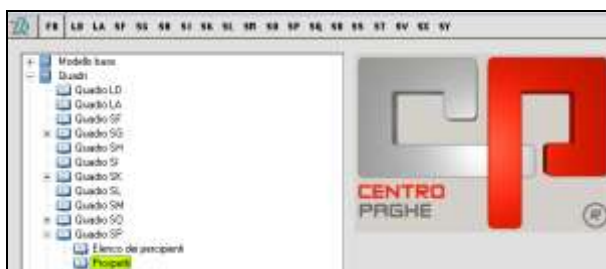 FR LD LA SF SG SH SI SK SL SM SO SP SQ SR SS ST SV SX SY
Modello base
Quadri
Quadro LD
Quadro LA
Quadro SF
Quadro SG
Quadro SH
Quadro SI
Quadro SK
Quadro SL
Quadro SM
Quadro SO
Quadro SP
Elenco dei percipienti
Prospetti
CENTRO
PAGHE
®